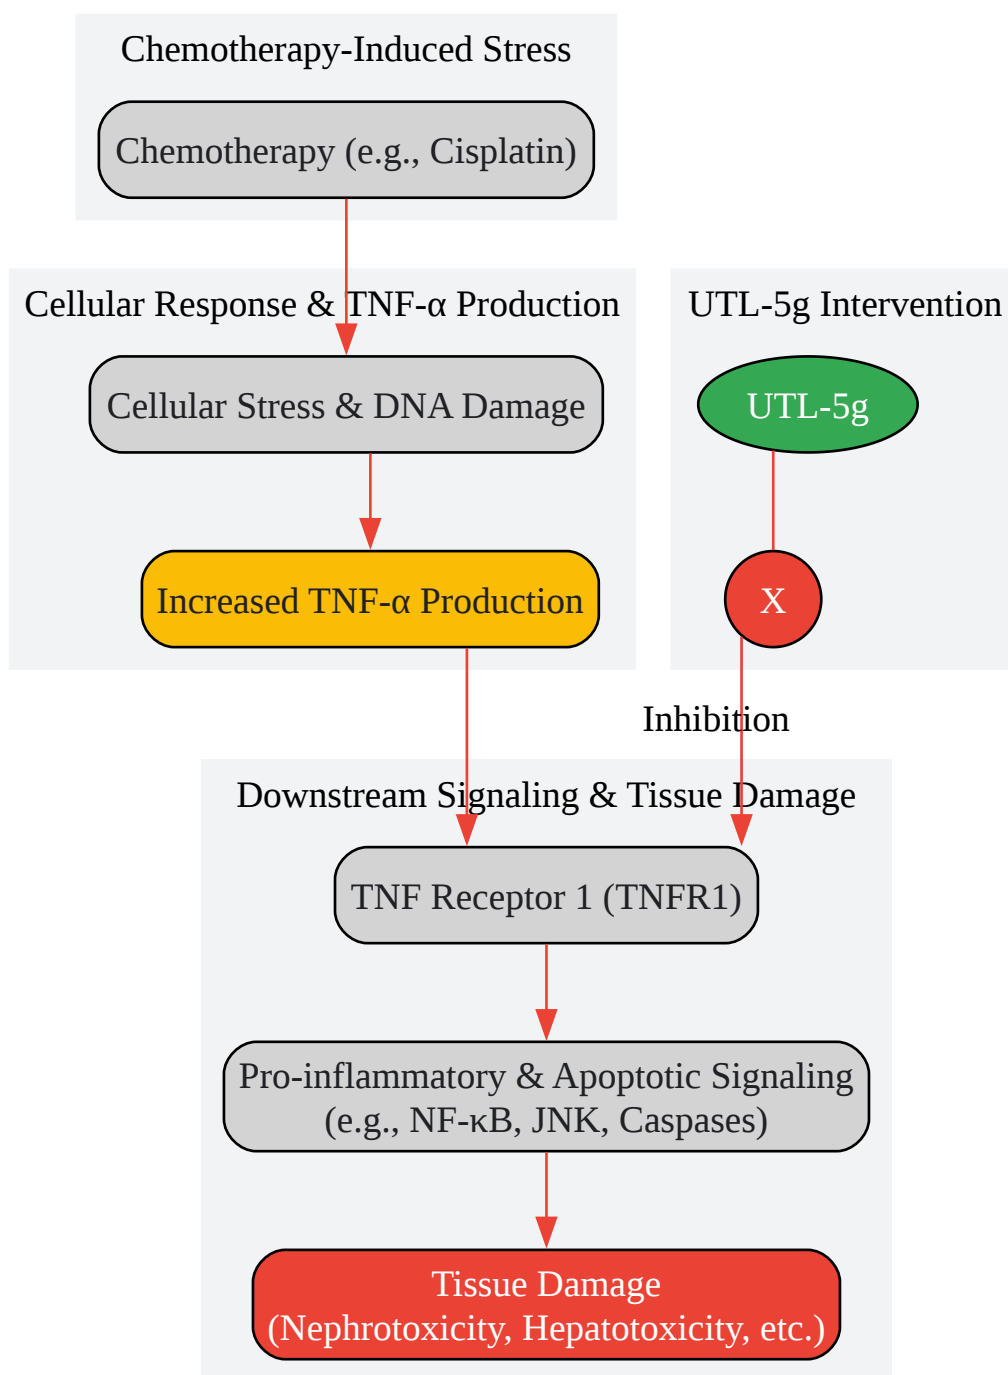 Chemotherapy-Induced Stress
Chemotherapy (e.g., Cisplatin)
Cellular Response & TNF-α Production
Cellular Stress & DNA Damage
Increased TNF-α Production
UTL-5g Intervention
UTL-5g
X
Inhibition
Downstream Signaling & Tissue Damage
TNF Receptor 1 (TNFR1)
Pro-inflammatory & Apoptotic Signaling
(e.g., NF-κB, JNK, Caspases)
Tissue Damage
(Nephrotoxicity, Hepatotoxicity, etc.)